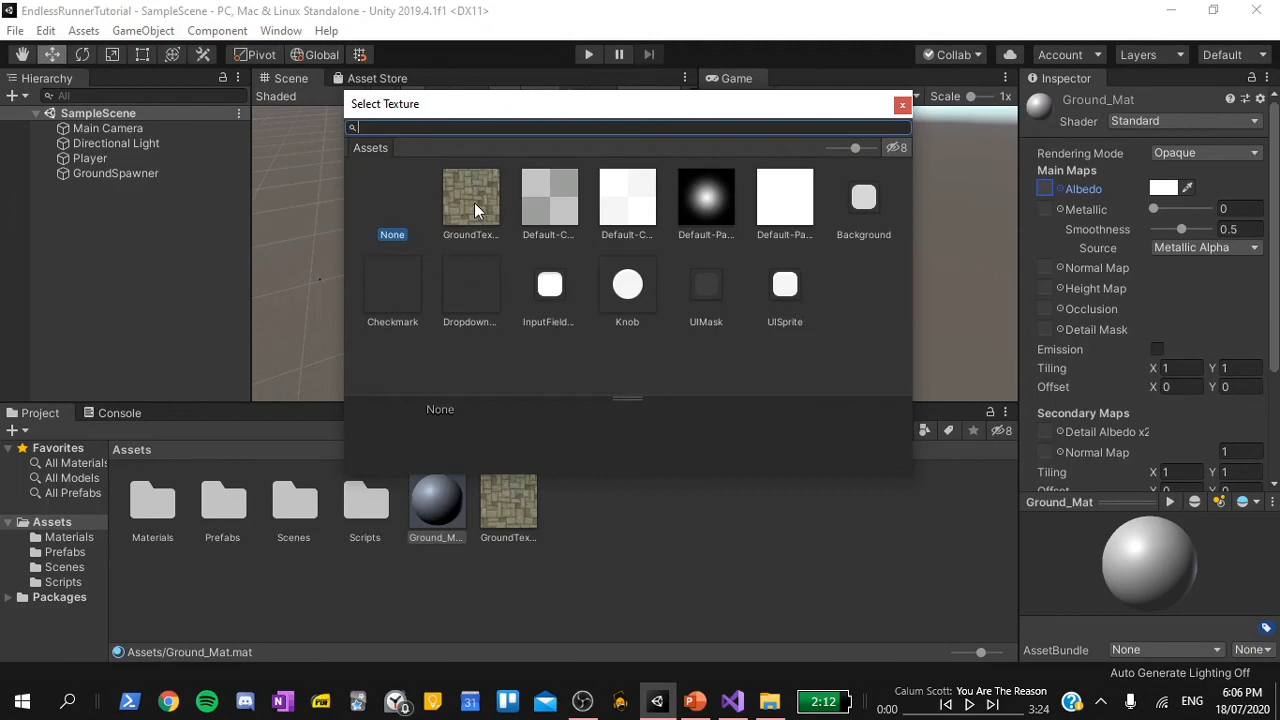 EndlessRunnerTutorial - SampleScene - PC, Mac & Linux Standalone - Unity 2019.4.1f1 <DX11>
File Edit Assets GameObject Component Window Help
Pivot Global Collab Account Layers Default
Hierarchy Scene Asset Store Game Inspector
All Shaded Scale 1x
SampleScene
Main Camera
Directional Light
Player
GroundSpawner
Select Texture
Assets 8
None GroundTex... Default-C... Default-C... Default-Pa... Default-Pa... Background
Checkmark Dropdown... InputField... Knob UIMask UISprite
None
Ground_Mat
Shader Standard
Rendering Mode Opaque
Main Maps
Albedo
Metallic 0
Smoothness 0.5
Source Metallic Alpha
Normal Map
Height Map
Occlusion
Detail Mask
Emission
Tiling X 1 Y 1
Offset X 0 Y 0
Secondary Maps
Detail Albedo x2
Normal Map 1
Tiling X 1 Y 1
Offset X 0 Y 0
Ground_Mat
AssetBundle None None
Auto Generate Lighting Off
Project Console
8
Favorites
All Materials
All Models
All Prefabs
Assets
Materials
Prefabs
Scenes
Scripts
Packages
Assets
Materials Prefabs Scenes Scripts Ground_M... GroundTex...
Assets/Ground_Mat.mat
2:12
Calum Scott: You Are The Reason
0:00 3:24
ENG
6:06 PM
18/07/2020